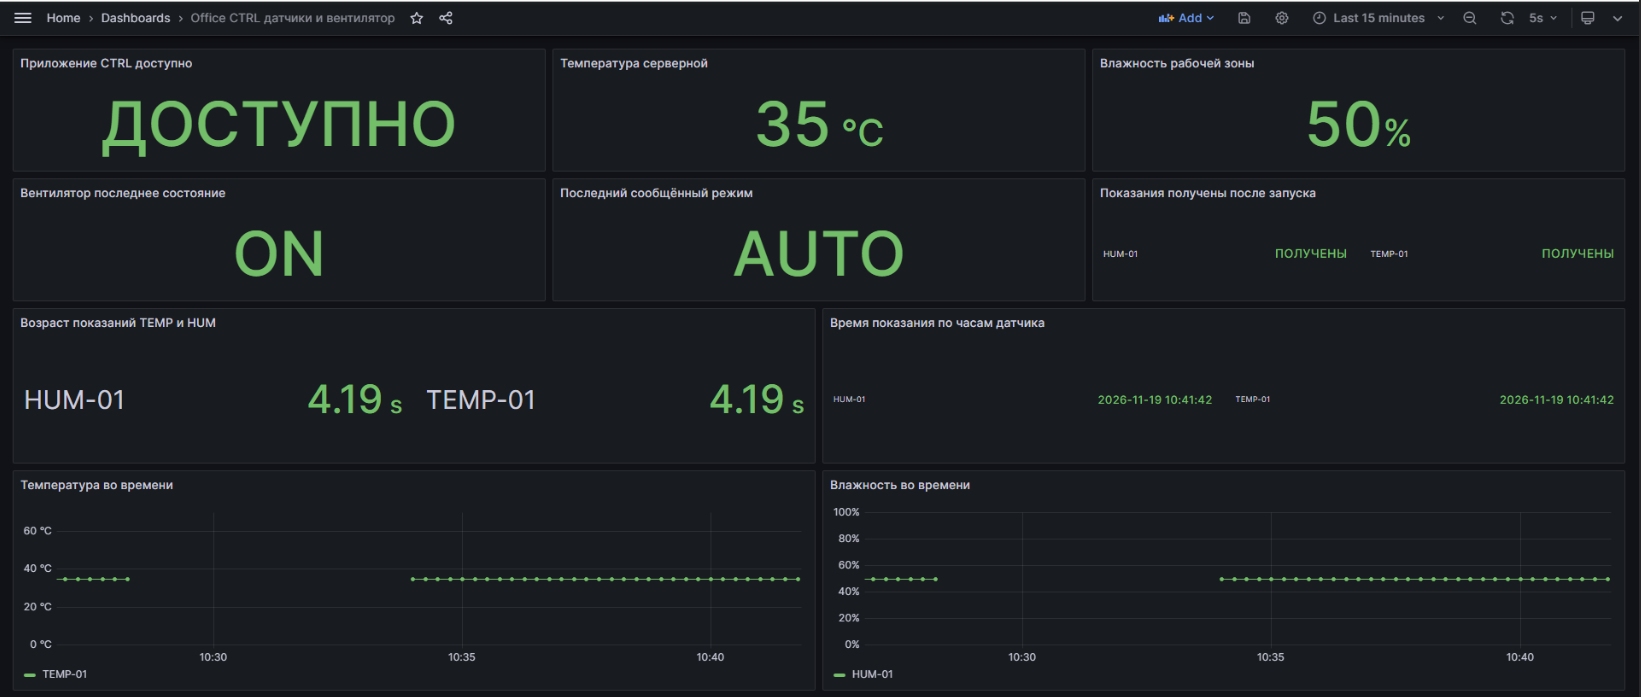 Home › Dashboards › Office CTRL датчики и вентилятор
Add
Last 15 minutes
5s
Приложение CTRL доступно
ДОСТУПНО
Температура серверной
35 °C
Влажность рабочей зоны
50%
Вентилятор последнее состояние
ON
Последний сообщённый режим
AUTO
Показания получены после запуска
HUM-01 ПОЛУЧЕНЫ TEMP-01 ПОЛУЧЕНЫ
Возраст показаний TEMP и HUM
HUM-01 4.19 s TEMP-01 4.19 s
Время показания по часам датчика
HUM-01 2026-11-19 10:41:42 TEMP-01 2026-11-19 10:41:42
Температура во времени
60 °C
40 °C
20 °C
0 °C
10:30 10:35 10:40
TEMP-01
Влажность во времени
100%
80%
60%
40%
20%
0%
10:30 10:35 10:40
HUM-01